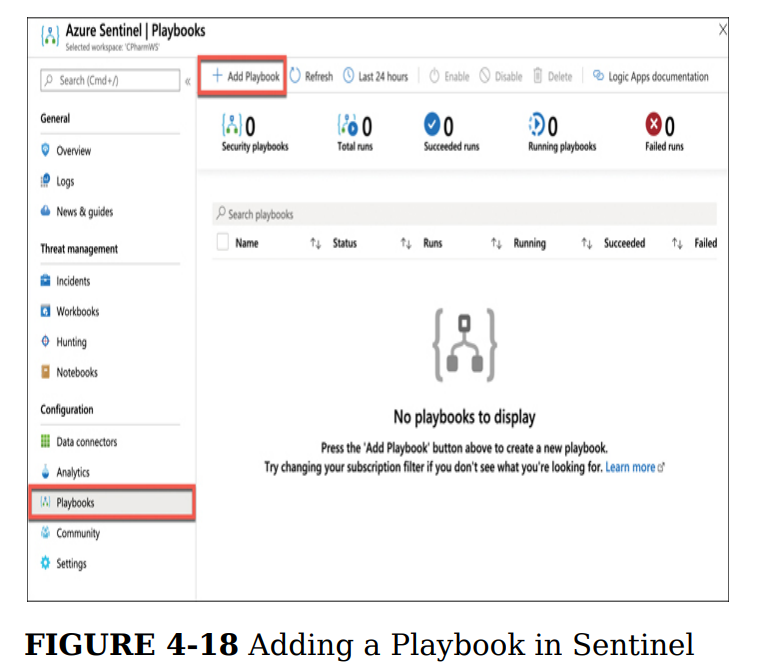 Azure Sentinel | Playbooks
Selected workspace: 'CPharmWS'
X
Search (Cmd+/)
«
General
Overview
Logs
News & guides
Threat management
Incidents
Workbooks
Hunting
Notebooks
Configuration
Data connectors
Analytics
Playbooks
Community
Settings
+ Add Playbook Refresh Last 24 hours Enable Disable Delete Logic Apps documentation
0 0 0 0 0
Security playbooks Total runs Succeeded runs Running playbooks Failed runs
Search playbooks
Name ↑↓ Status ↑↓ Runs ↑↓ Running ↑↓ Succeeded ↑↓ Failed
No playbooks to display
Press the 'Add Playbook' button above to create a new playbook.
Try changing your subscription filter if you don't see what you're looking for. Learn more
FIGURE 4-18 Adding a Playbook in Sentinel